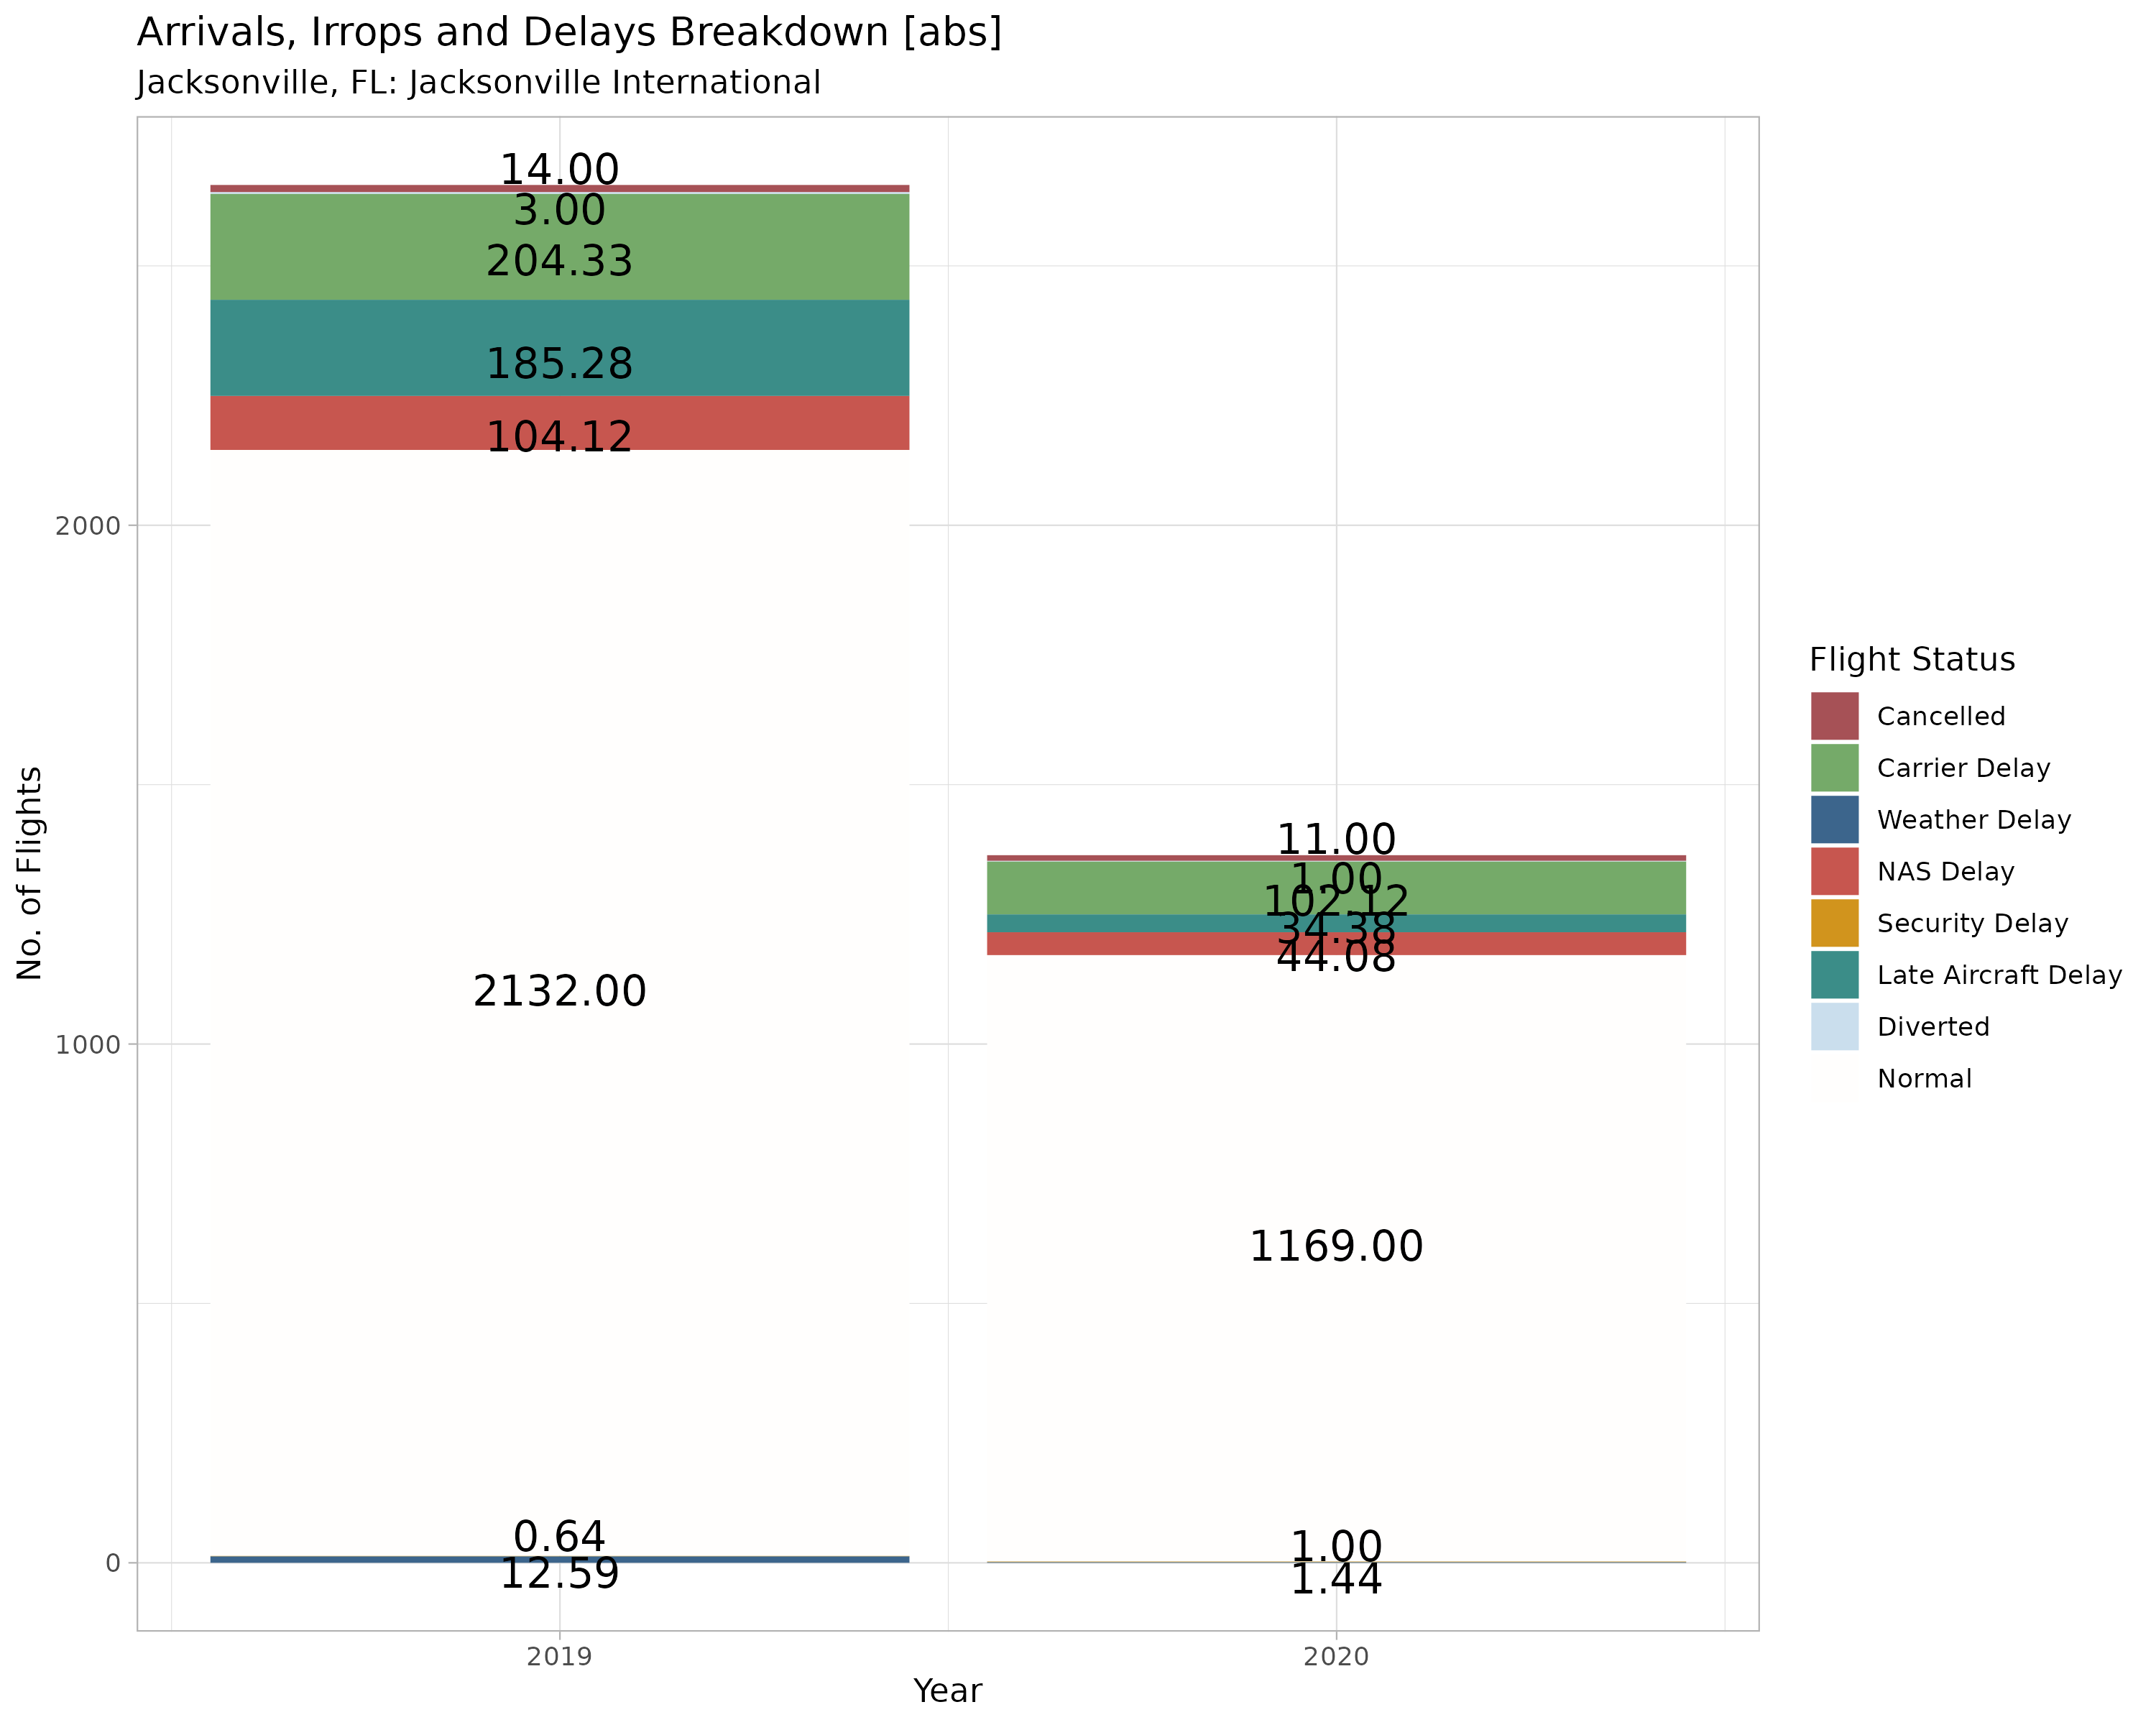 Arrivals, Irrops and Delays Breakdown [abs]
Jacksonville, FL: Jacksonville International
14.00
3.00
204.33
185.28
104.12
2132.00
0.64
12.59
11.00
1.00
102.12
34.38
44.08
1169.00
1.00
1.44
2000
1000
0
No. of Flights
2019
2020
Year
Flight Status
Cancelled
Carrier Delay
Weather Delay
NAS Delay
Security Delay
Late Aircraft Delay
Diverted
Normal